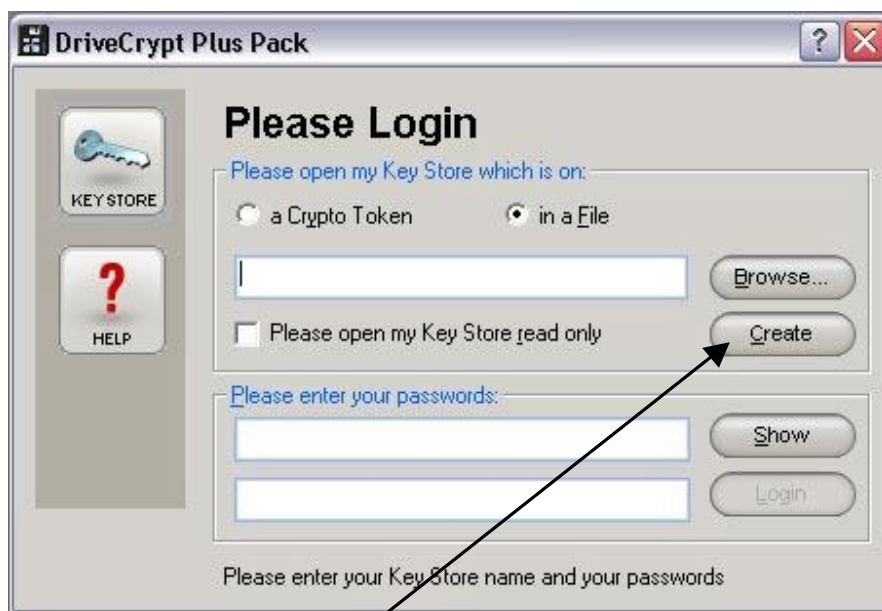 DriveCrypt Plus Pack
?
Please Login
Please open my Key Store which is on:
KEY STORE
a Crypto Token
in a File
Browse...
HELP
Please open my Key Store read only
Create
Please enter your passwords:
Show
Login
Please enter your Key Store name and your passwords